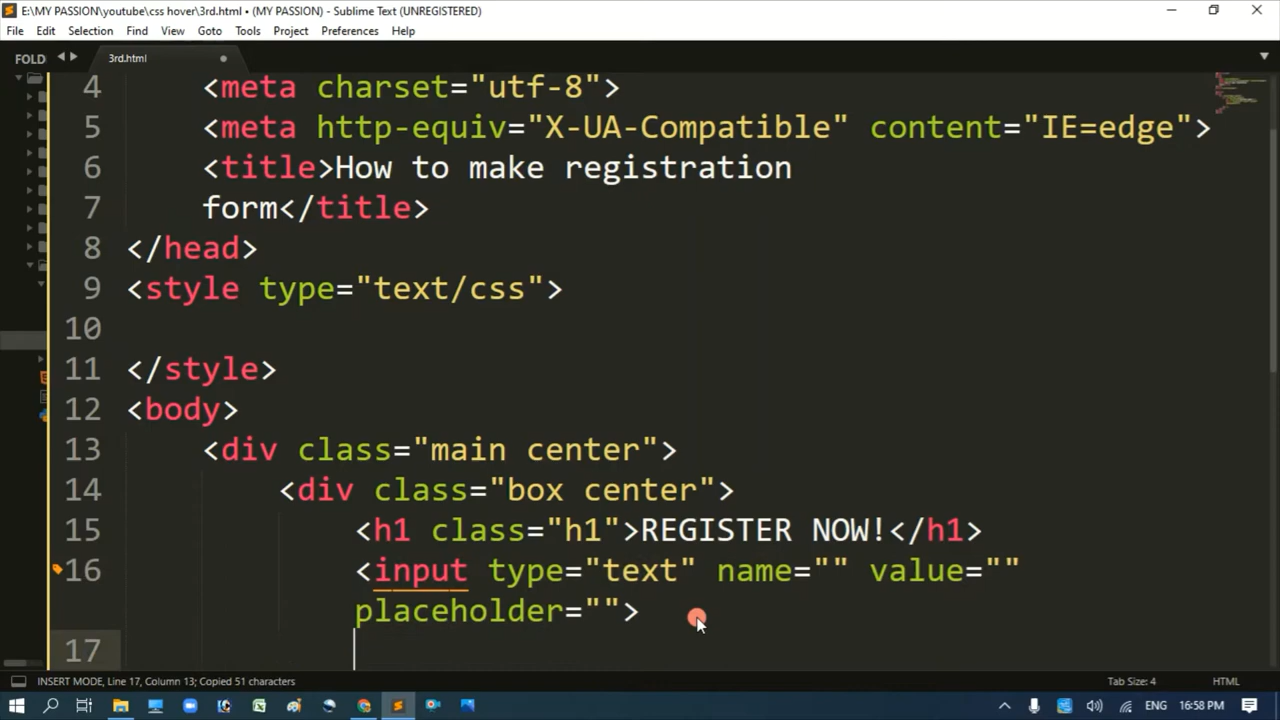 E:\MY PASSION\youtube\css hover\3rd.html • (MY PASSION) - Sublime Text (UNREGISTERED)
File Edit Selection Find View Goto Tools Project Preferences Help
FOLD
3rd.html
4 <meta charset="utf-8">
5 <meta http-equiv="X-UA-Compatible" content="IE=edge">
6 <title>How to make registration
7 form</title>
8 </head>
9 <style type="text/css">
10
11 </style>
12 <body>
13 <div class="main center">
14 <div class="box center">
15 <h1 class="h1">REGISTER NOW!</h1>
16 <input type="text" name="" value=""
placeholder="">
17
INSERT MODE, Line 17, Column 13; Copied 51 characters
Tab Size: 4
HTML
ENG
16:58 PM